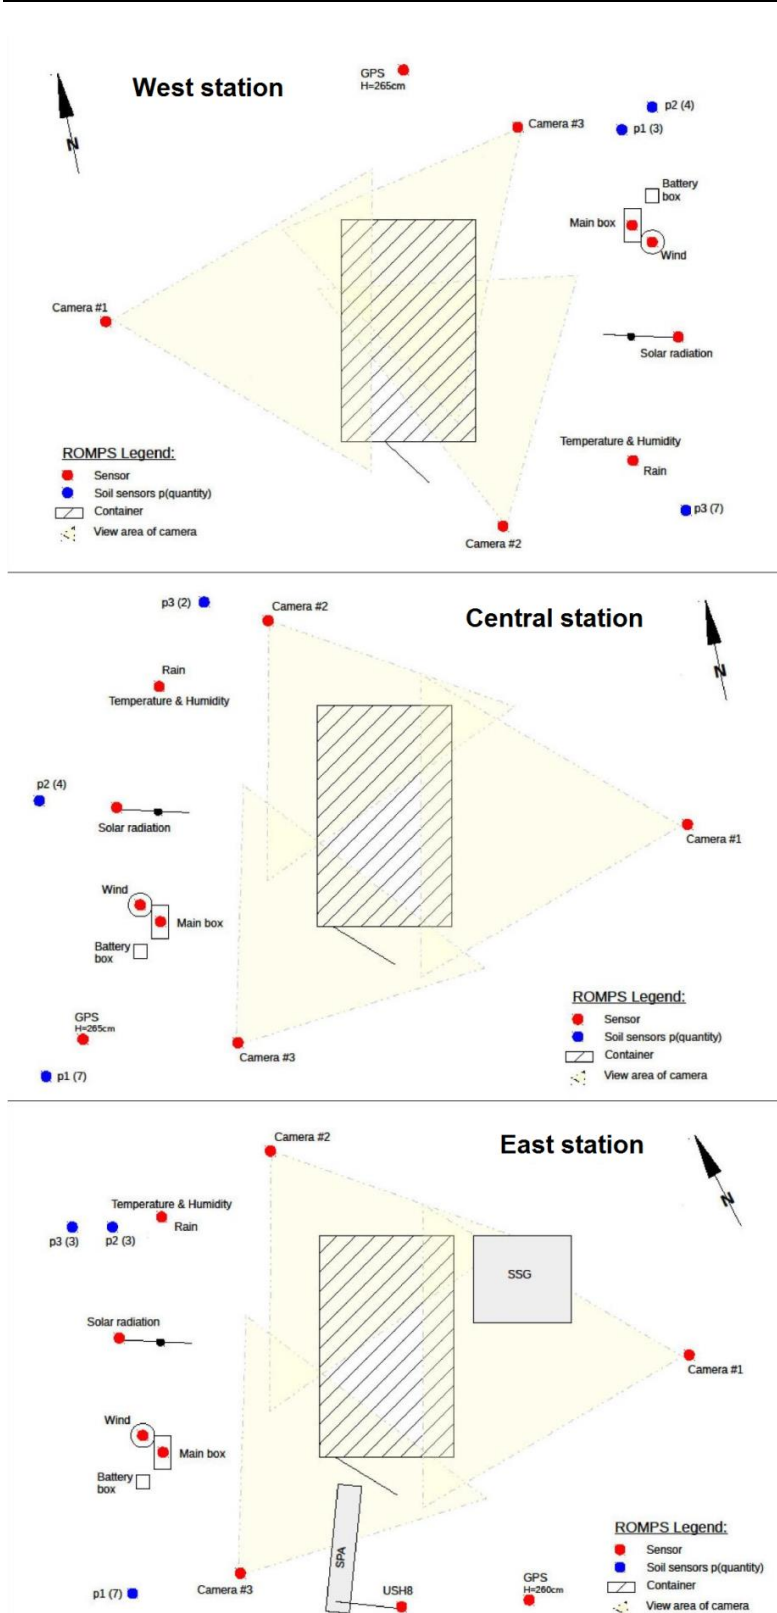 West station
GPS
H=265cm
Camera #3
p2 (4)
p1 (3)
N
Battery
box
Main box
Wind
Camera #1
Solar radiation
Temperature & Humidity
Rain
ROMPS Legend:
Sensor
Soil sensors p(quantity)
Container
View area of camera
p3 (7)
Camera #2
p3 (2)
Camera #2
Central station
Rain
Temperature & Humidity
N
p2 (4)
Solar radiation
Camera #1
Wind
Main box
Battery
box
GPS
H=265cm
Camera #3
p1 (7)
ROMPS Legend:
Sensor
Soil sensors p(quantity)
Container
View area of camera
Camera #2
East station
Temperature & Humidity
Rain
N
p3 (3)
p2 (3)
SSG
Solar radiation
Camera #1
Wind
Main box
Battery
box
SPA
Camera #3
p1 (7)
USH8
GPS
H=260cm
ROMPS Legend:
Sensor
Soil sensors p(quantity)
Container
View area of camera